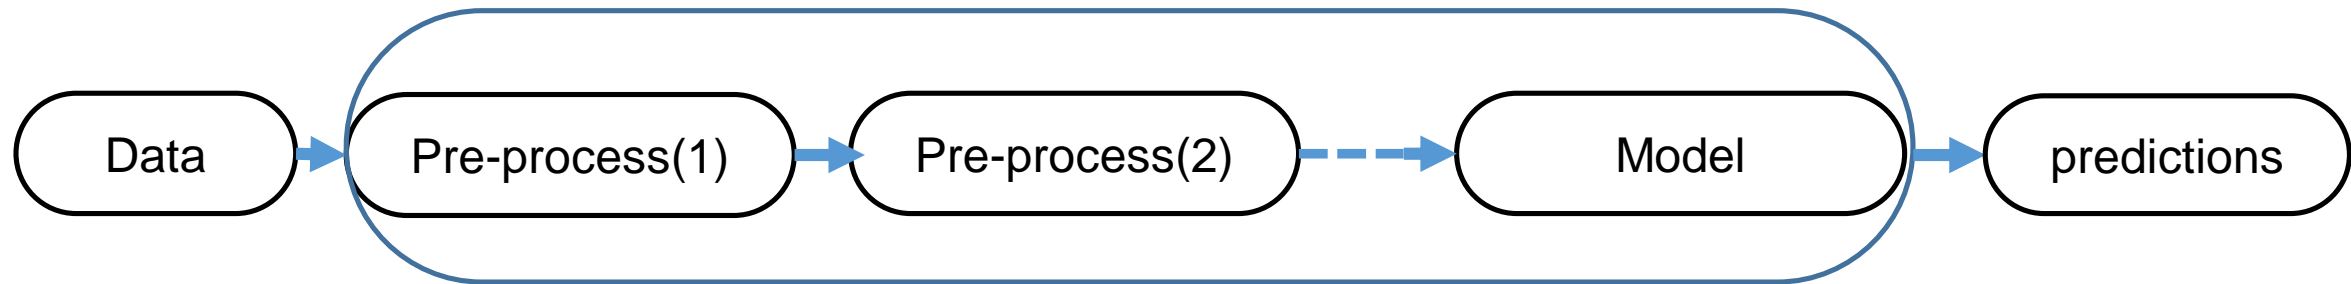 Data
Pre-process(1)
Pre-process(2)
Model
predictions